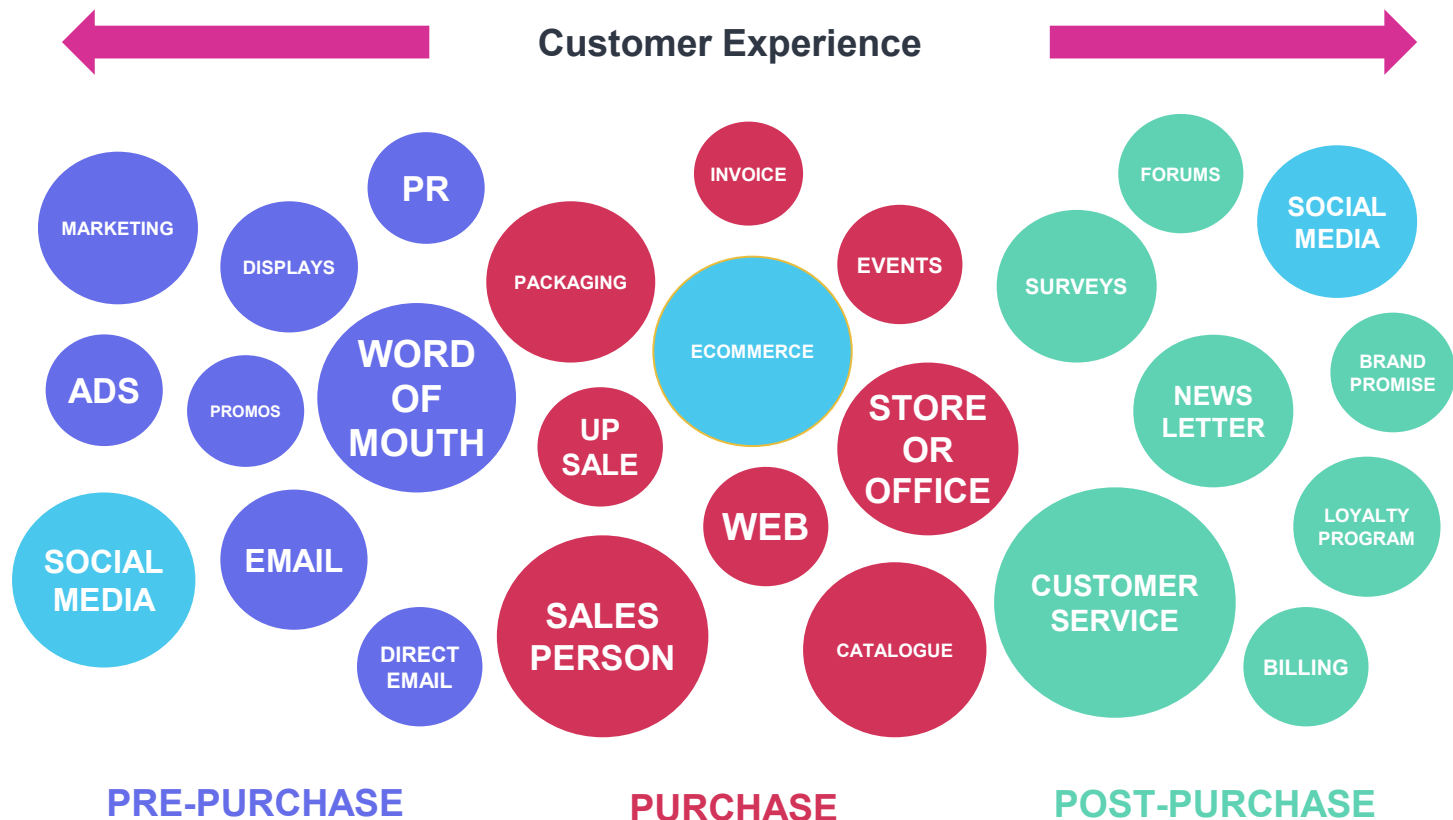 Customer Experience
MARKETING
DISPLAYS
PR
ADS
PROMOS
WORD
OF
MOUTH
SOCIAL
MEDIA
EMAIL
DIRECT
EMAIL
PACKAGING
INVOICE
ECOMMERCE
EVENTS
UP
SALE
WEB
STORE
OR
OFFICE
SALES
PERSON
CATALOGUE
FORUMS
SOCIAL
MEDIA
SURVEYS
NEWS
LETTER
BRAND
PROMISE
LOYALTY
PROGRAM
CUSTOMER
SERVICE
BILLING
PRE-PURCHASE
PURCHASE
POST-PURCHASE